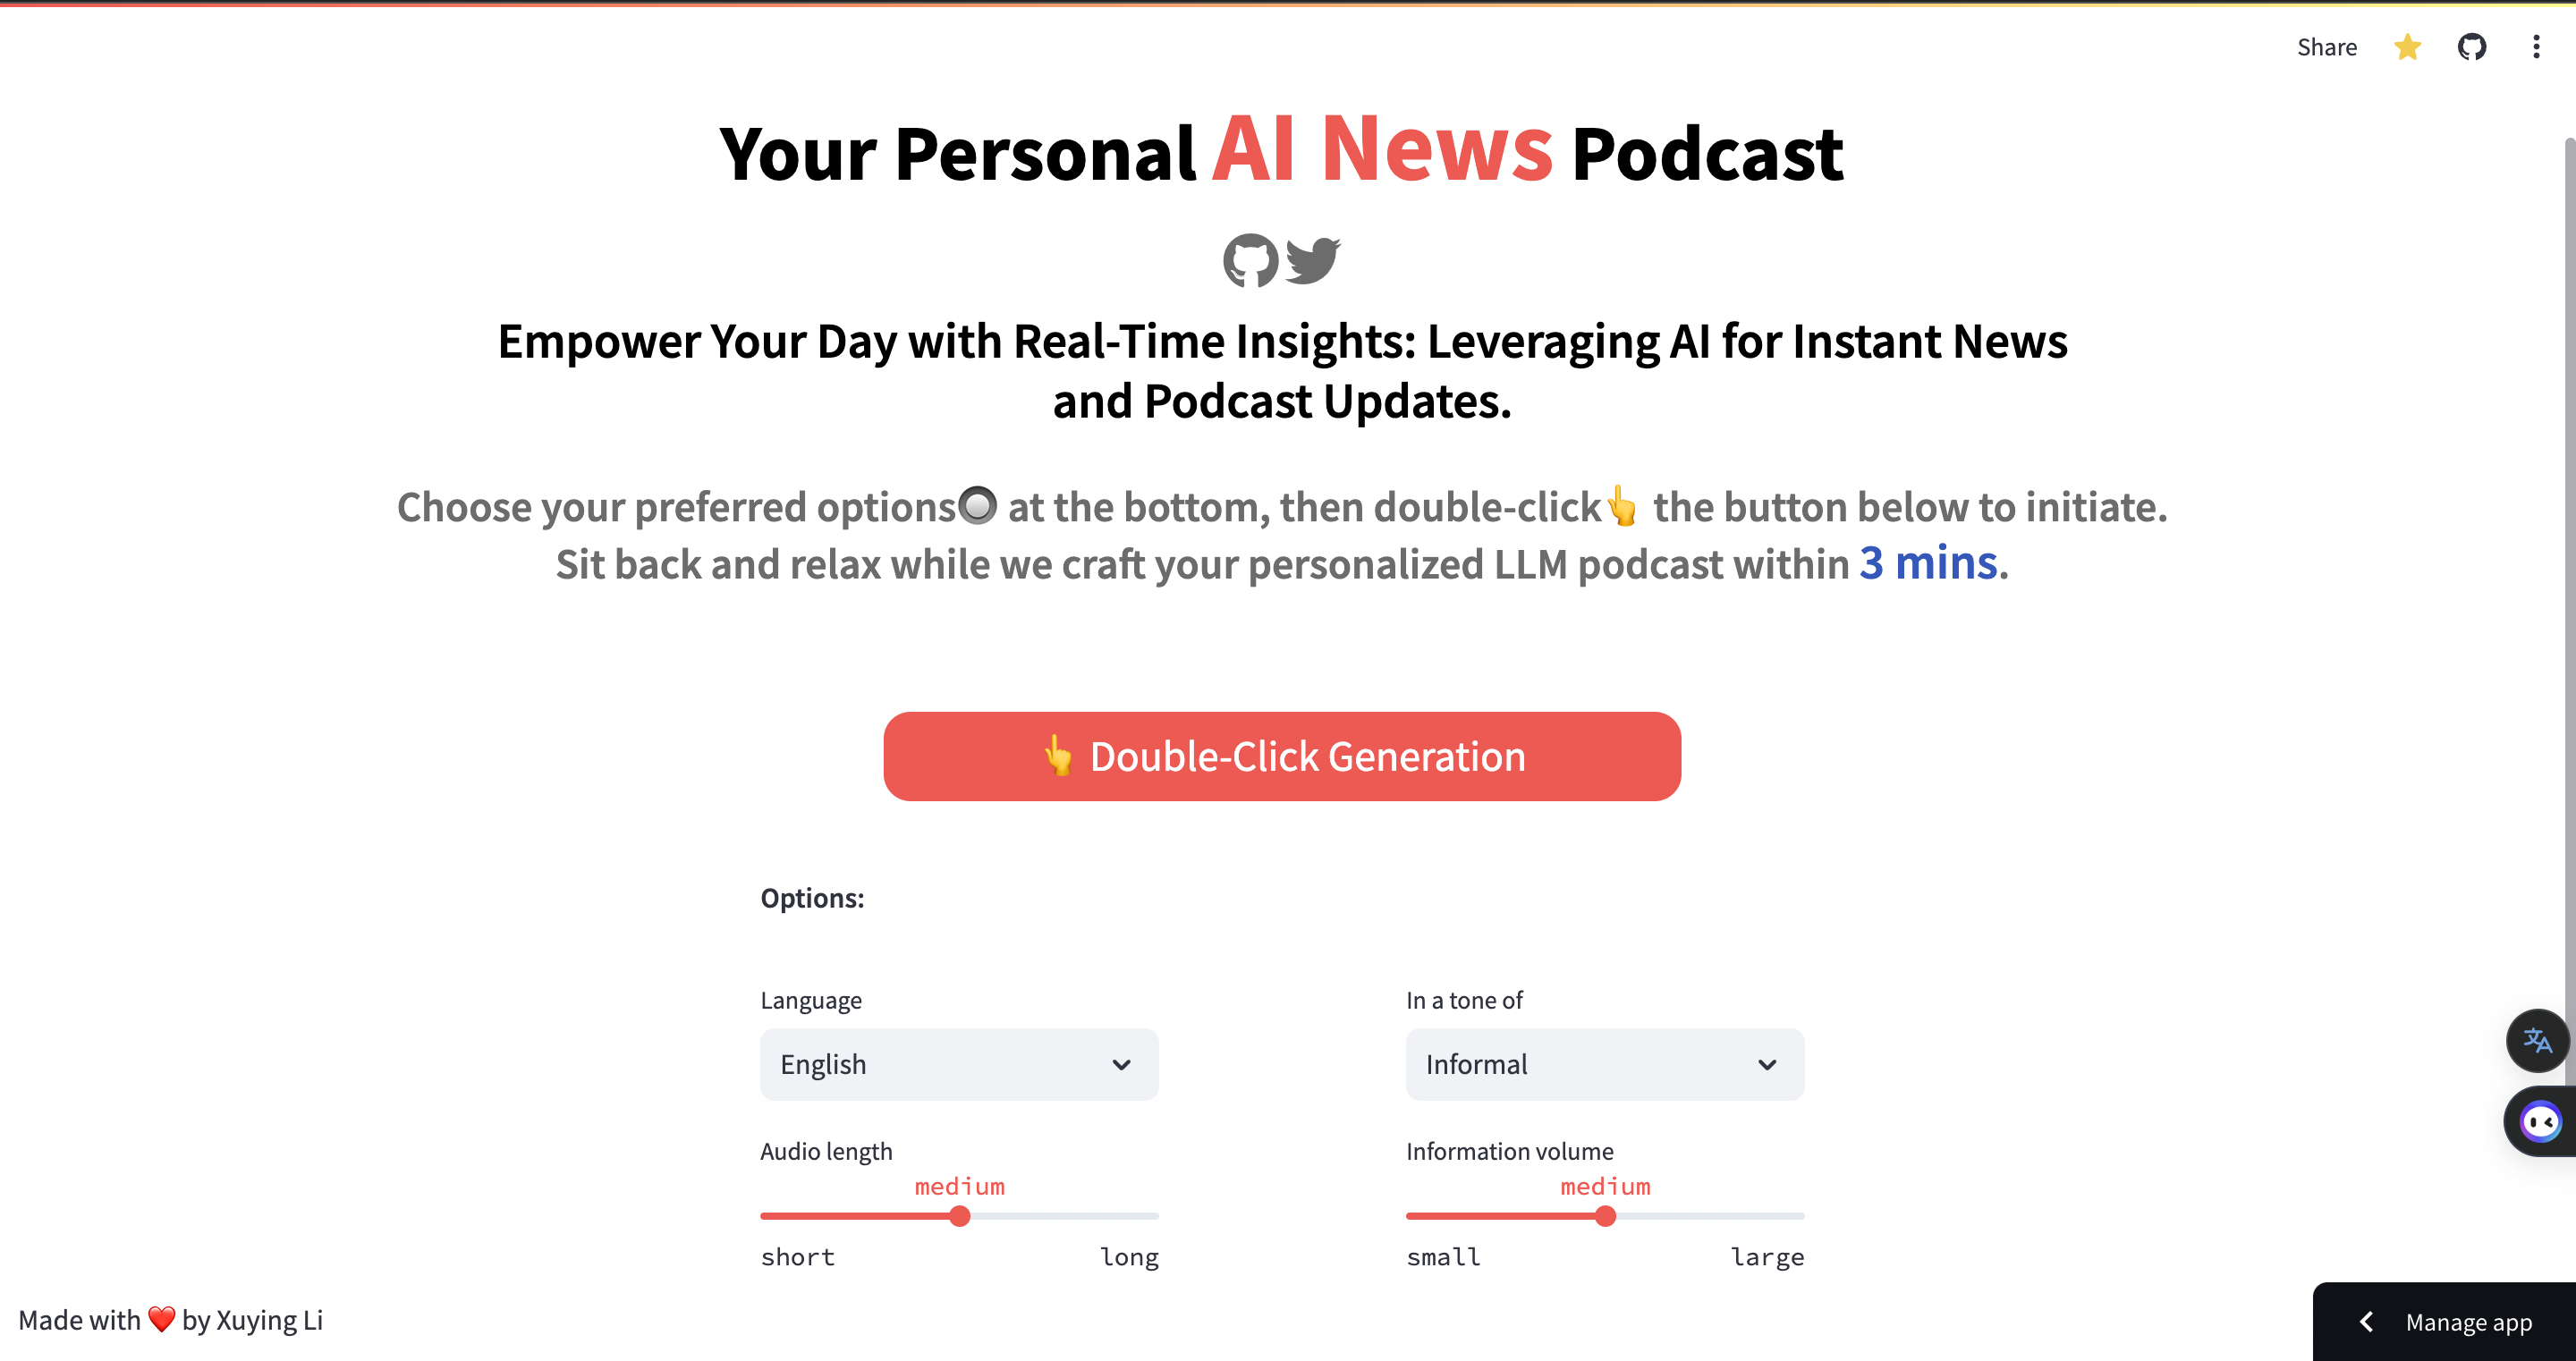 Share
Your Personal AI News Podcast
Empower Your Day with Real-Time Insights: Leveraging AI for Instant News
and Podcast Updates.
Choose your preferred options🔘 at the bottom, then double-click👆 the button below to initiate.
Sit back and relax while we craft your personalized LLM podcast within 3 mins.
👆 Double-Click Generation
Options:
Language
In a tone of
English
Informal
Audio length
Information volume
medium
medium
short long
small large
Made with ❤️ by Xuying Li
Manage app